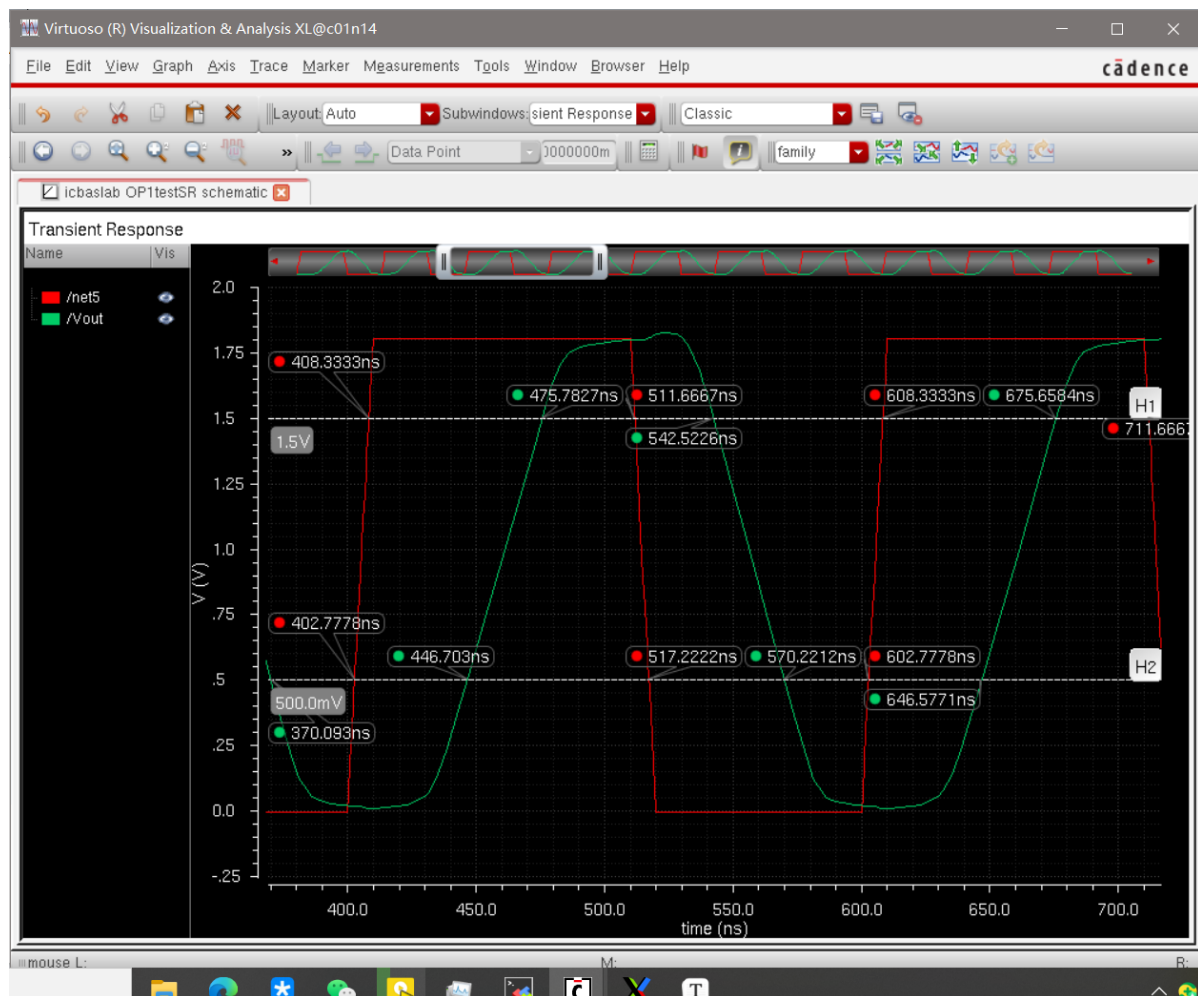 Virtuoso (R) Visualization & Analysis XL@c01n14
File Edit View Graph Axis Trace Marker Measurements Tools Window Browser Help cādence
Layout: Auto Subwindows: sient Response Classic
» Data Point 0000000m family
icbaslab OP1testSR schematic
Transient Response
Name Vis
/net5
/Vout
2.0
1.75
1.5
1.25
1.0
.75
.5
.25
0.0
-.25
V (V)
408.3333ns
475.7827ns 511.6667ns 608.3333ns 675.6584ns
H1
1.5V 542.5226ns 711.6667
402.7778ns
446.703ns 517.2222ns 570.2212ns 602.7778ns
H2
500.0mV 646.5771ns
370.093ns
400.0 450.0 500.0 550.0 600.0 650.0 700.0
time (ns)
mouse L: M: R:
T